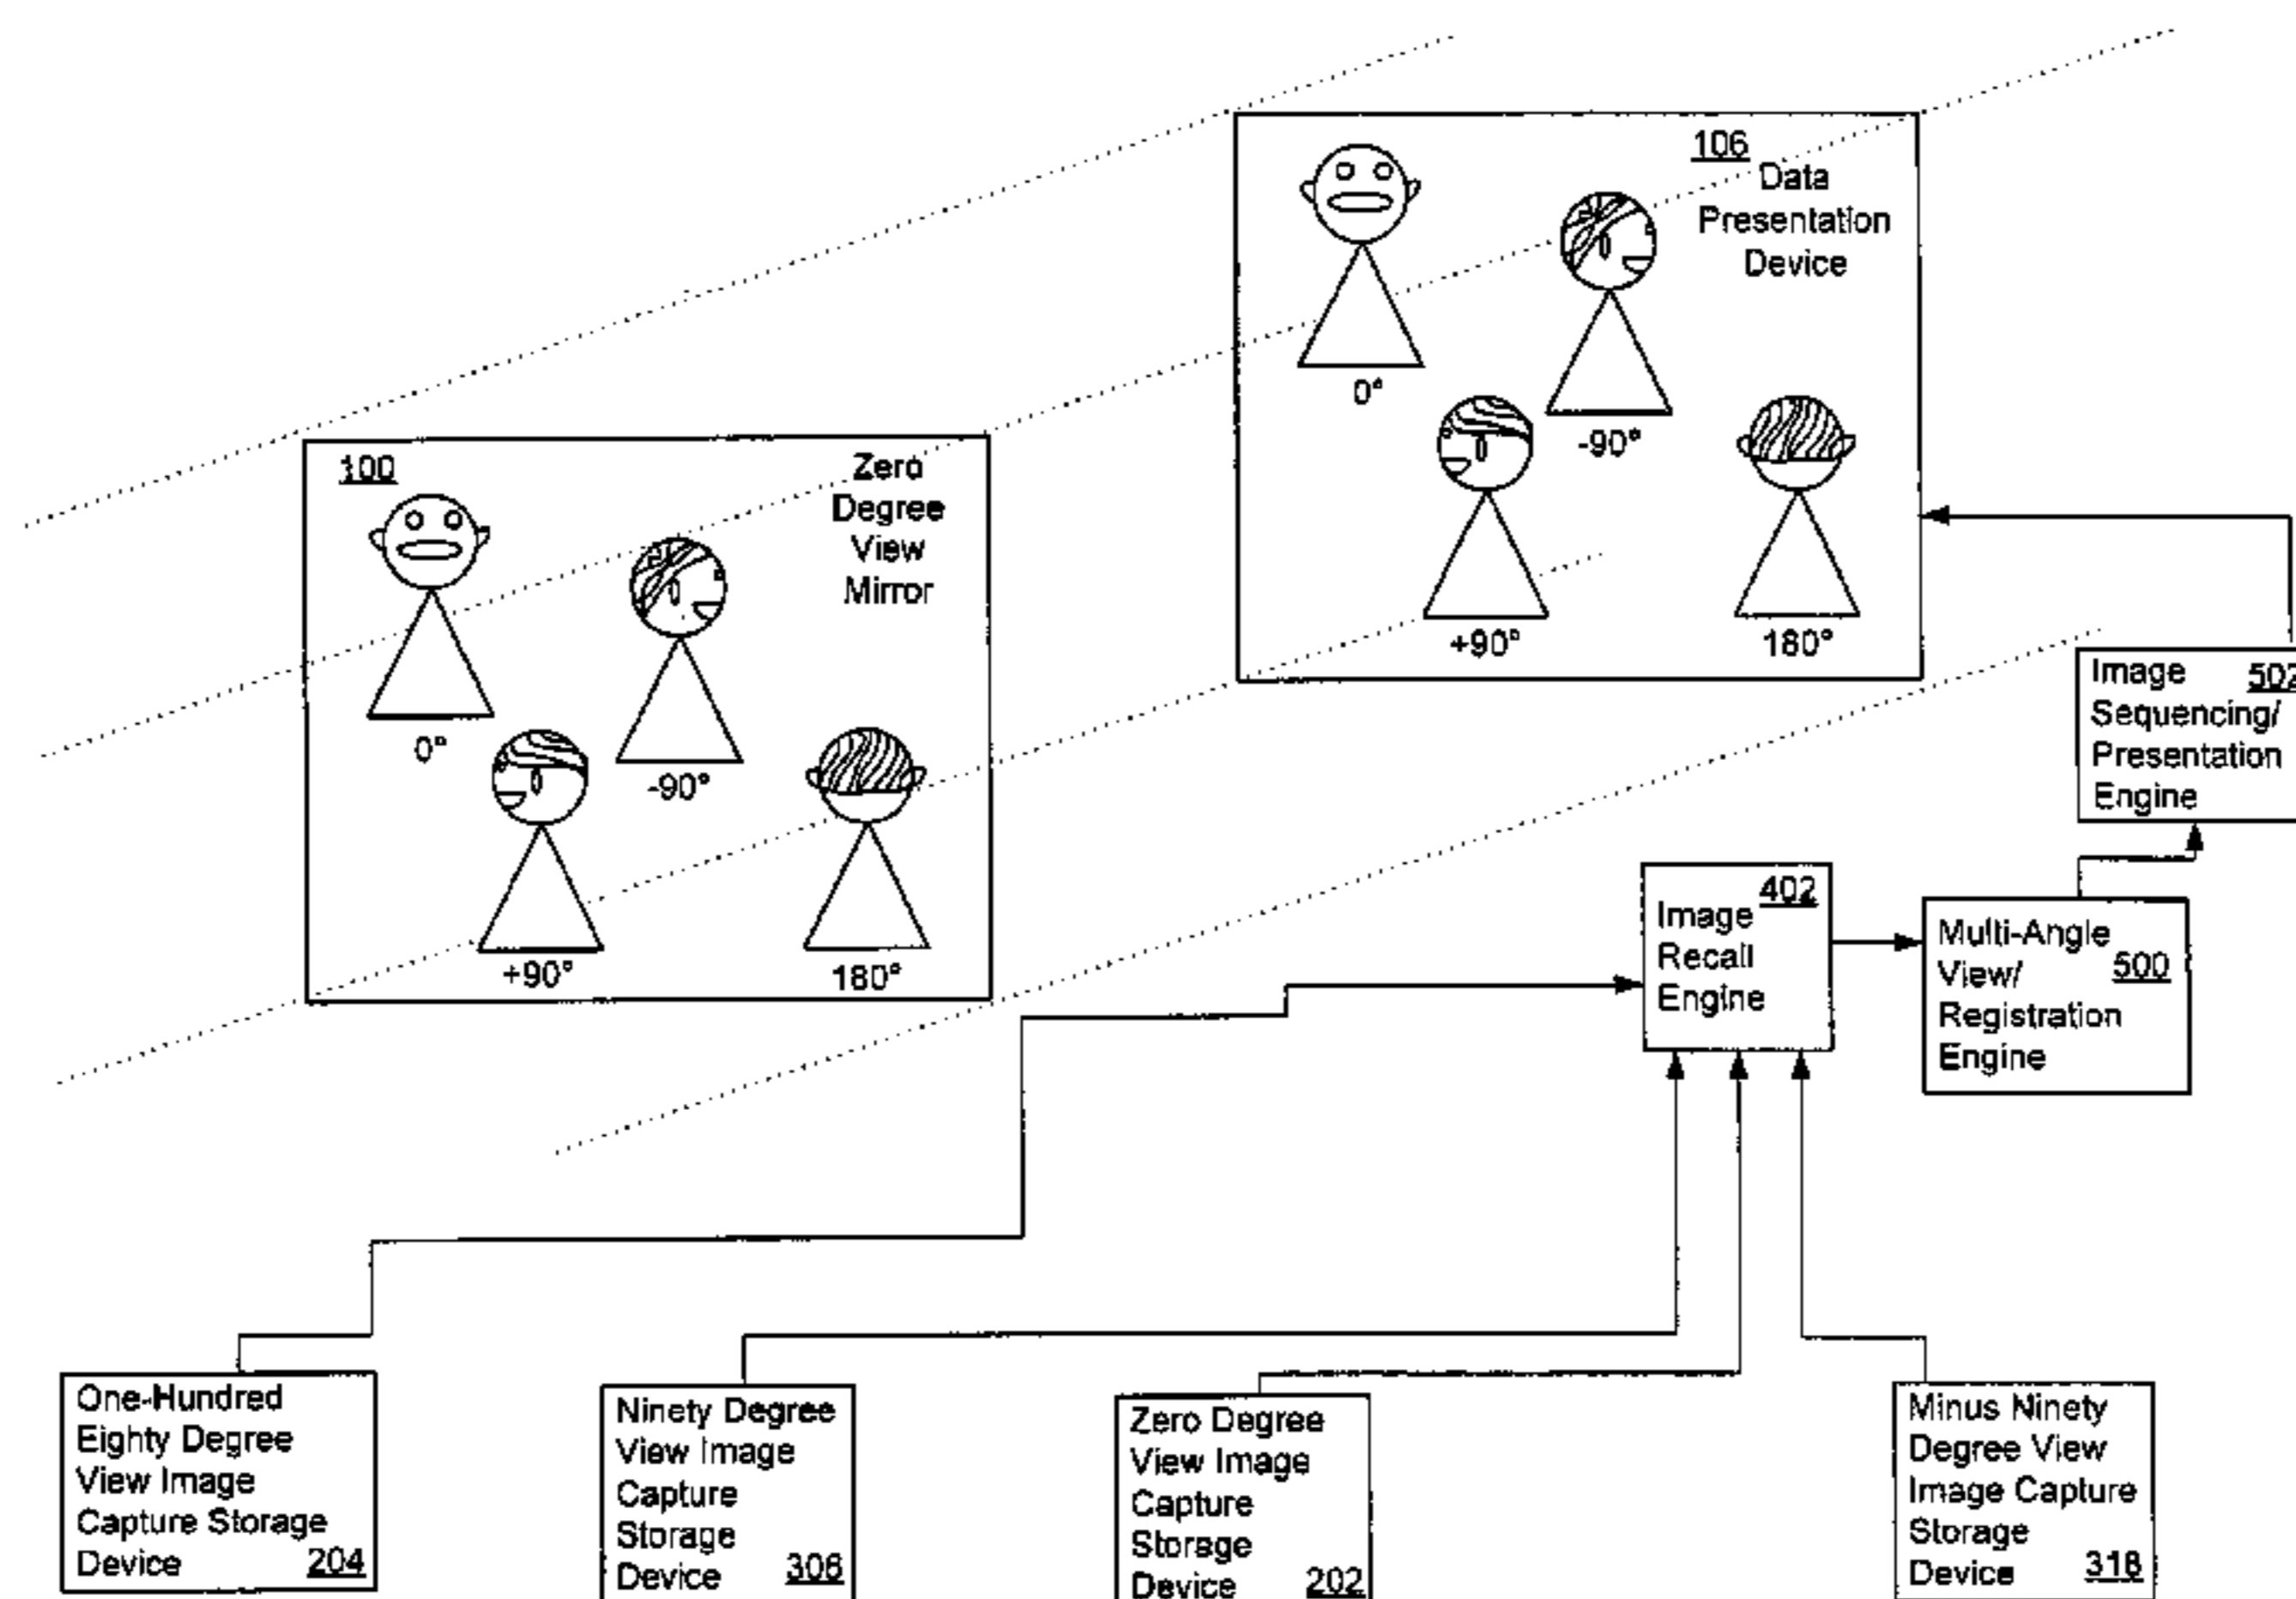 106
Data
Presentation
Device
0°
-90°
+90°
180°
100
Zero
Degree
View
Mirror
0°
-90°
+90°
180°
Image 502
Sequencing/
Presentation
Engine
402
Image
Recall
Engine
Multi-Angle
View/ 500
Registration
Engine
One-Hundred
Eighty Degree
View Image
Capture Storage
Device 204
Ninety Degree
View Image
Capture
Storage
Device 306
Zero Degree
View Image
Capture
Storage
Device 202
Minus Ninety
Degree View
Image Capture
Storage
Device 318